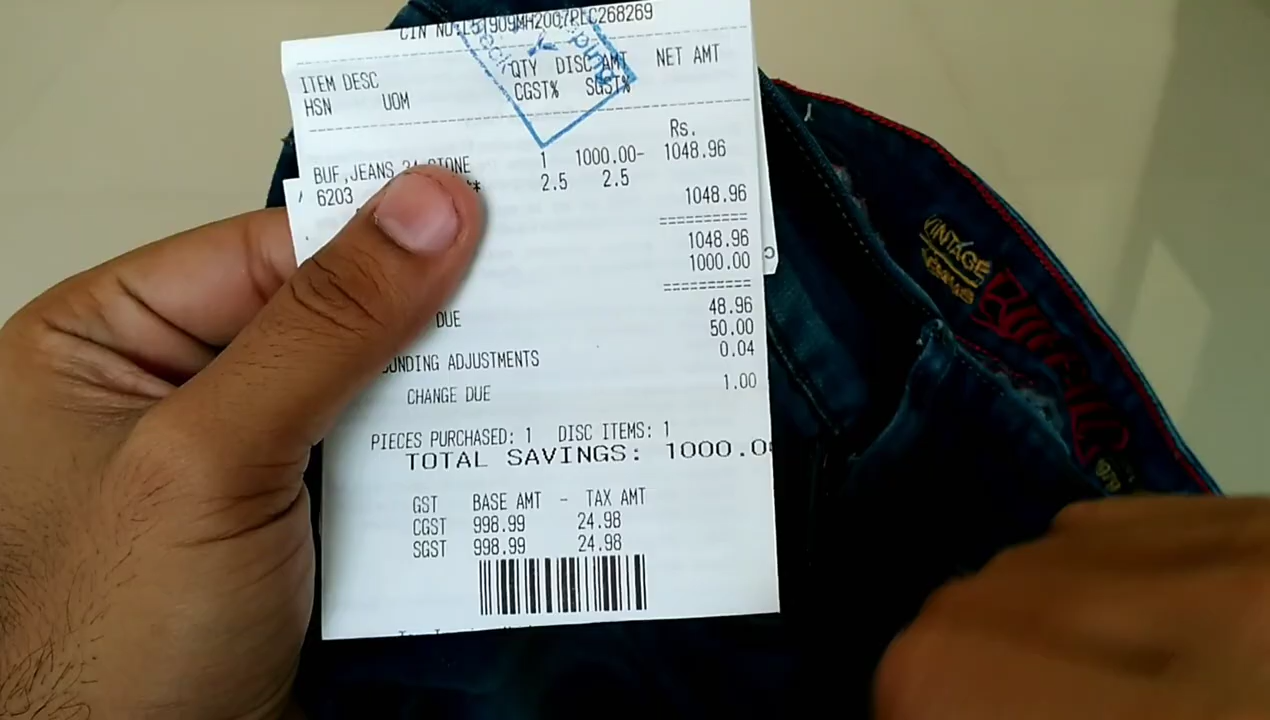 CIN NO:L51909MH2007PLC268269
ITEM DESC QTY DISC AMT NET AMT
HSN UOM CGST% SGST%
Rs.
BUF,JEANS STONE 1 1000.00- 1048.96
6203 2.5 2.5
1048.96
==========
1048.96
1000.00
==========
DUE 48.96
50.00
UNDING ADJUSTMENTS 0.04
CHANGE DUE 1.00
PIECES PURCHASED: 1 DISC ITEMS: 1
TOTAL SAVINGS: 1000.0
GST BASE AMT - TAX AMT
CGST 998.99 24.98
SGST 998.99 24.98
VINTAGE
1979